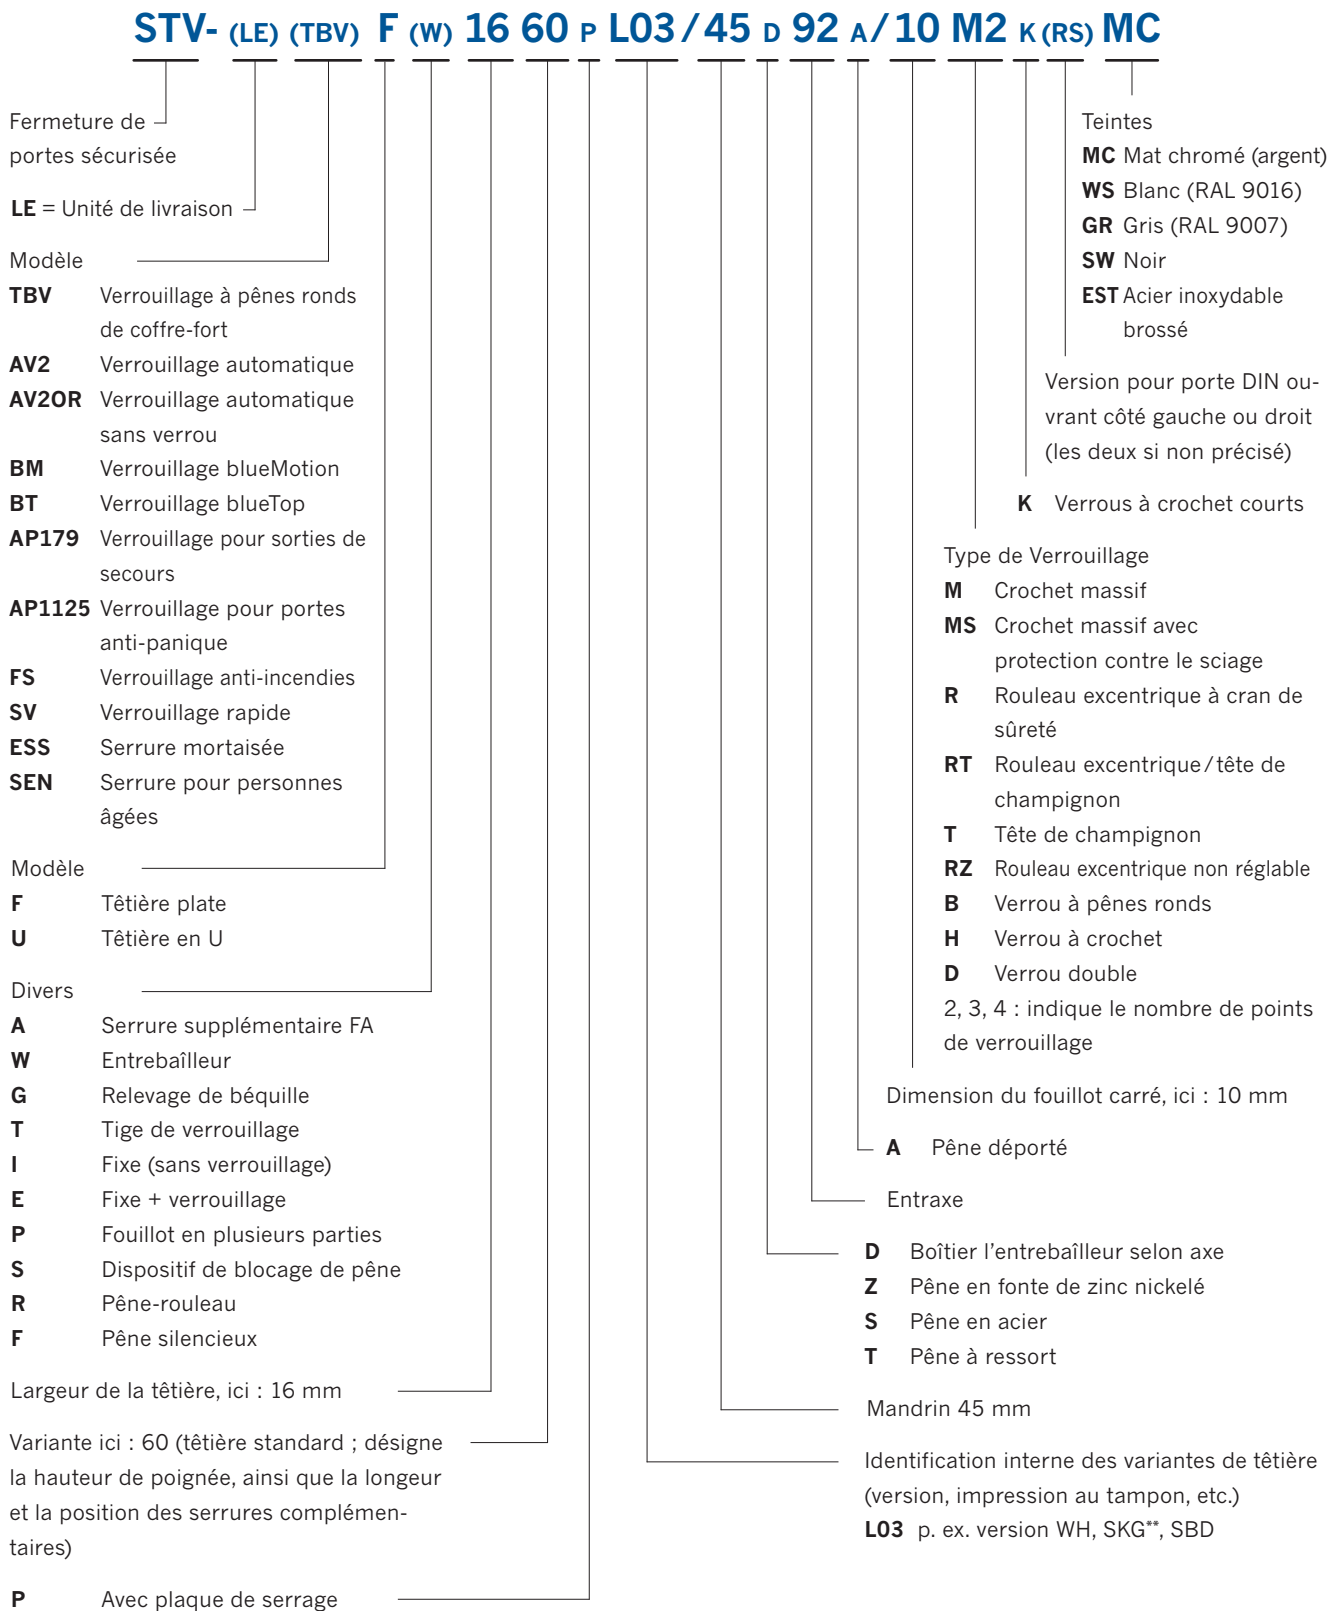 STV- (LE) (TBV) F (W) 16 60 P L03/45 D 92 A/10 M2 K (RS) MC
Fermeture de
portes sécurisée
LE = Unité de livraison
Modèle
TBV Verrouillage à pênes ronds
de coffre-fort
AV2 Verrouillage automatique
AV2OR Verrouillage automatique
sans verrou
BM Verrouillage blueMotion
BT Verrouillage blueTop
AP179 Verrouillage pour sorties de
secours
AP1125 Verrouillage pour portes
anti-panique
FS Verrouillage anti-incendies
SV Verrouillage rapide
ESS Serrure mortaisée
SEN Serrure pour personnes
âgées
Modèle
F Têtière plate
U Têtière en U
Divers
A Serrure supplémentaire FA
W Entrebaîlleur
G Relevage de béquille
T Tige de verrouillage
I Fixe (sans verrouillage)
E Fixe + verrouillage
P Fouillot en plusieurs parties
S Dispositif de blocage de pêne
R Pêne-rouleau
F Pêne silencieux
Largeur de la têtière, ici : 16 mm
Variante ici : 60 (têtière standard ; désigne
la hauteur de poignée, ainsi que la longeur
et la position des serrures complémen-
taires)
P Avec plaque de serrage
Teintes
MC Mat chromé (argent)
WS Blanc (RAL 9016)
GR Gris (RAL 9007)
SW Noir
EST Acier inoxydable
brossé
Version pour porte DIN ou-
vrant côté gauche ou droit
(les deux si non précisé)
K Verrous à crochet courts
Type de Verrouillage
M Crochet massif
MS Crochet massif avec
protection contre le sciage
R Rouleau excentrique à cran de
sûreté
RT Rouleau excentrique/tête de
champignon
T Tête de champignon
RZ Rouleau excentrique non réglable
B Verrou à pênes ronds
H Verrou à crochet
D Verrou double
2, 3, 4 : indique le nombre de points
de verrouillage
Dimension du fouillot carré, ici : 10 mm
A Pêne déporté
Entraxe
D Boîtier l'entrebaîlleur selon axe
Z Pêne en fonte de zinc nickelé
S Pêne en acier
T Pêne à ressort
Mandrin 45 mm
Identification interne des variantes de têtière
(version, impression au tampon, etc.)
L03 p. ex. version WH, SKG**, SBD